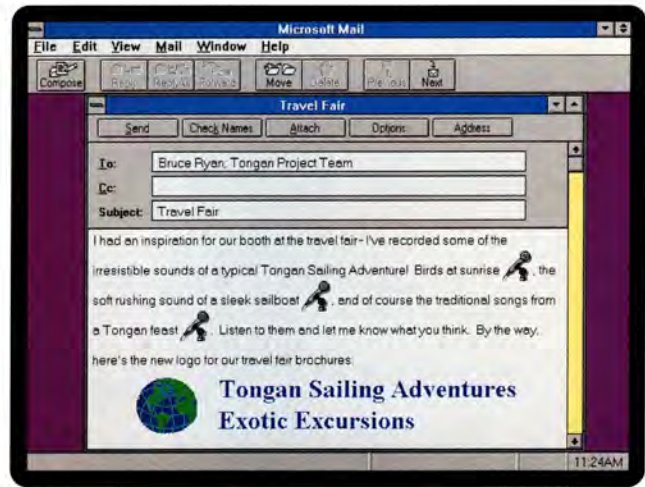 Microsoft Mail
File Edit View Mail Window Help
Compose Reply ReplyAll Forward Move Delete Previous Next
Travel Fair
Send Check Names Attach Options Address
To: Bruce Ryan; Tongan Project Team
Cc:
Subject: Travel Fair
I had an inspiration for our booth at the travel fair-I've recorded some of the
irresistible sounds of a typical Tongan Sailing Adventure! Birds at sunrise , the
soft rushing sound of a sleek sailboat , and of course the traditional songs from
a Tongan feast . Listen to them and let me know what you think. By the way,
here's the new logo for our travel fair brochures:
Tongan Sailing Adventures
Exotic Excursions
11:24AM